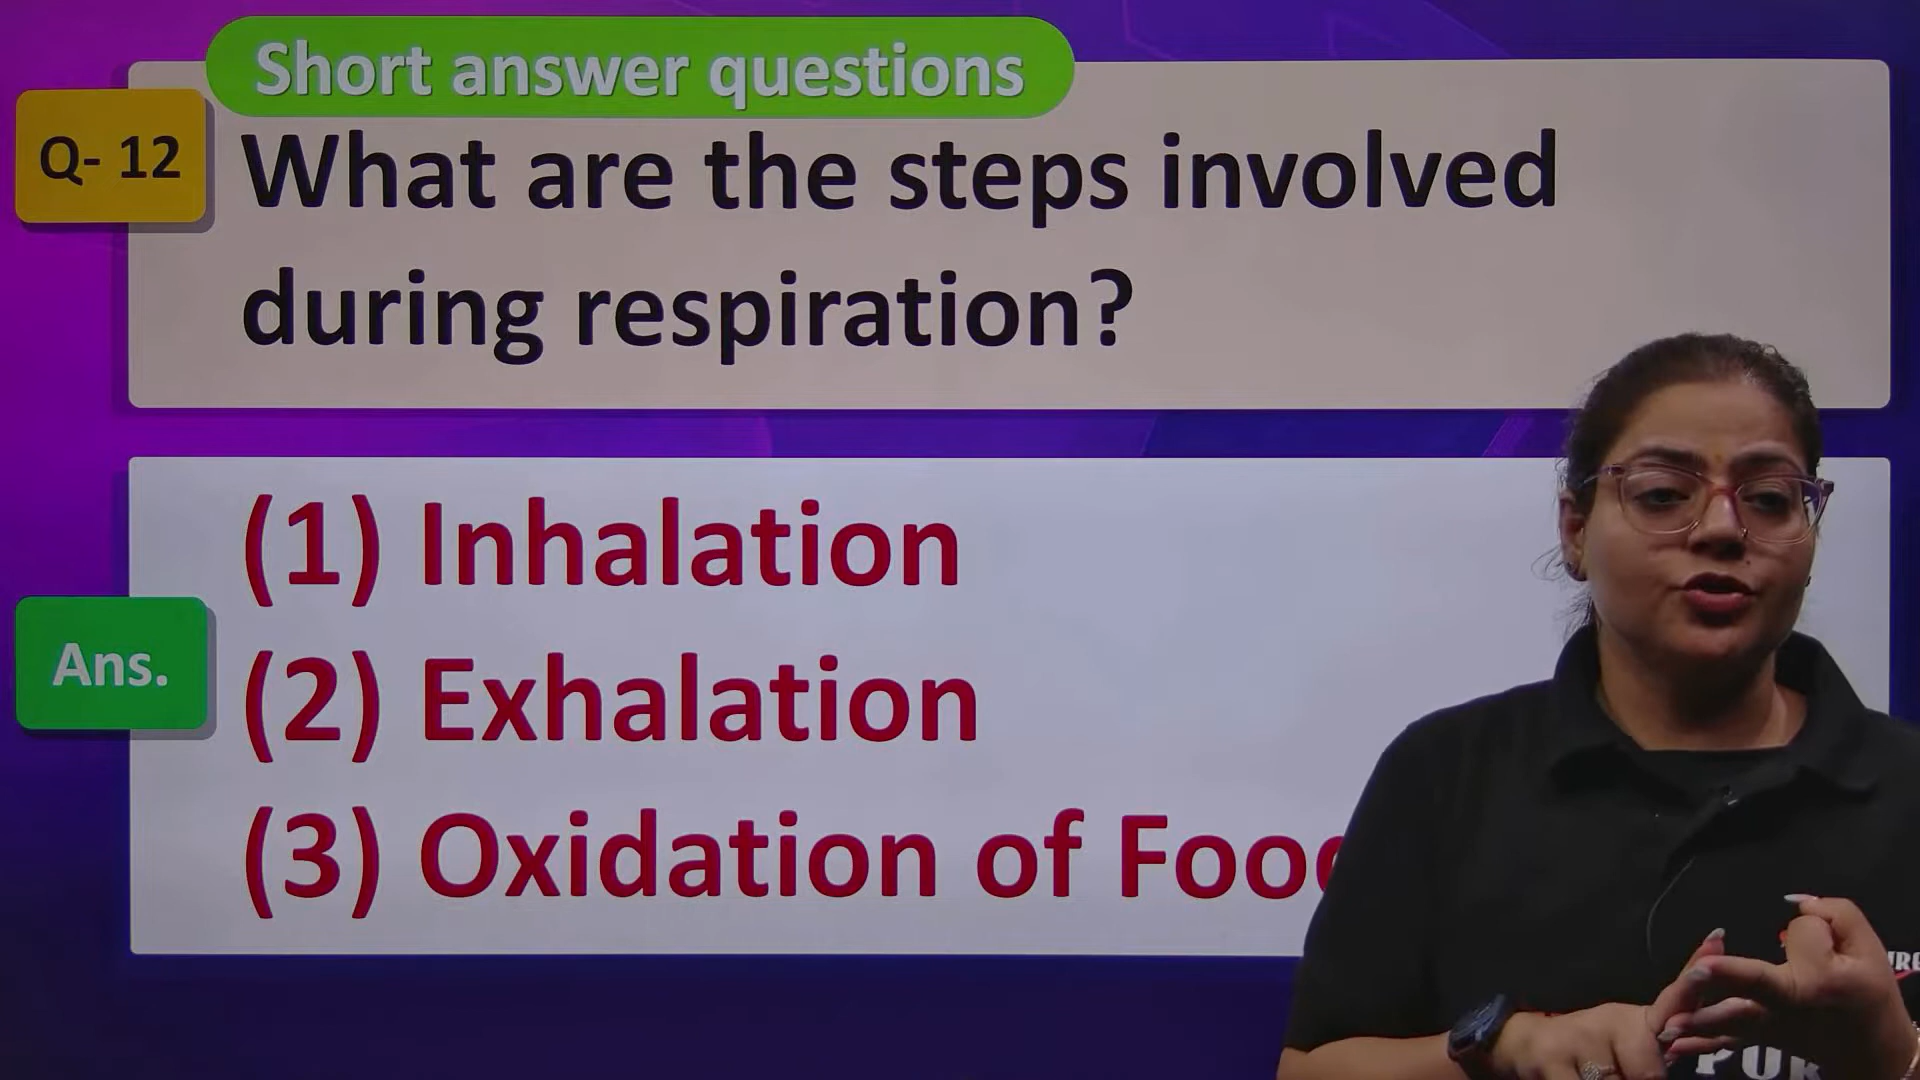 Short answer questions
Q- 12
What are the steps involved
during respiration?
Ans.
(1) Inhalation
(2) Exhalation
(3) Oxidation of